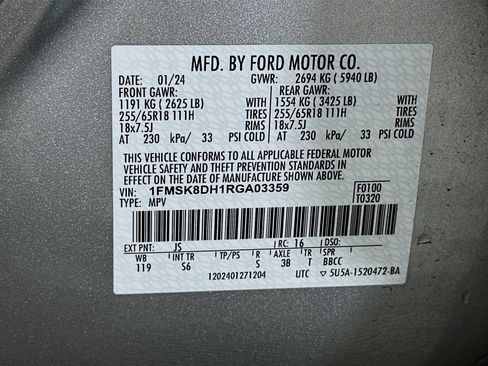 MFD. BY FORD MOTOR CO.
DATE: 01/24 GVWR: 2694 KG (5940 LB)
FRONT GAWR: REAR GAWR:
1191 KG (2625 LB) WITH 1554 KG (3425 LB) WITH
255/65R18 111H TIRES 255/65R18 111H TIRES
18x7.5J RIMS 18x7.5J RIMS
AT 230 kPa/ 33 PSI COLD AT 230 kPa/ 33 PSI COLD
THIS VEHICLE CONFORMS TO ALL APPLICABLE FEDERAL MOTOR
VEHICLE SAFETY AND THEFT PREVENTION STANDARDS IN
EFFECT ON THE DATE OF MANUFACTURE SHOWN ABOVE.
VIN: 1FMSK8DH1RGA03359 F0100
TYPE: MPV T0320
EXT PNT: JS RC: 16 DSO:
WB INT TR TP/PS R AXLE TR SPR
119 S6 S 3B T BBCC
1202401271204 UTC 5U5A-1520472-BA